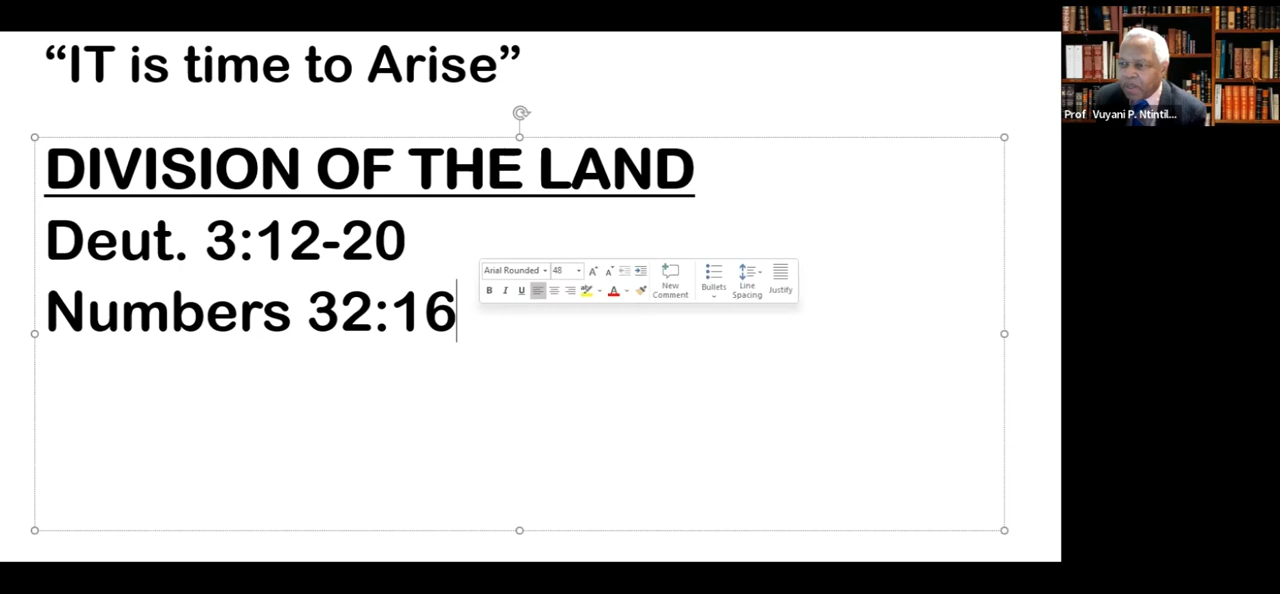 “IT is time to Arise”
DIVISION OF THE LAND
Deut. 3:12-20
Numbers 32:16
Arial Rounded 48
New Comment
Bullets
Line Spacing
Justify
B I U
A
Prof Vuyani P. Ntintil...